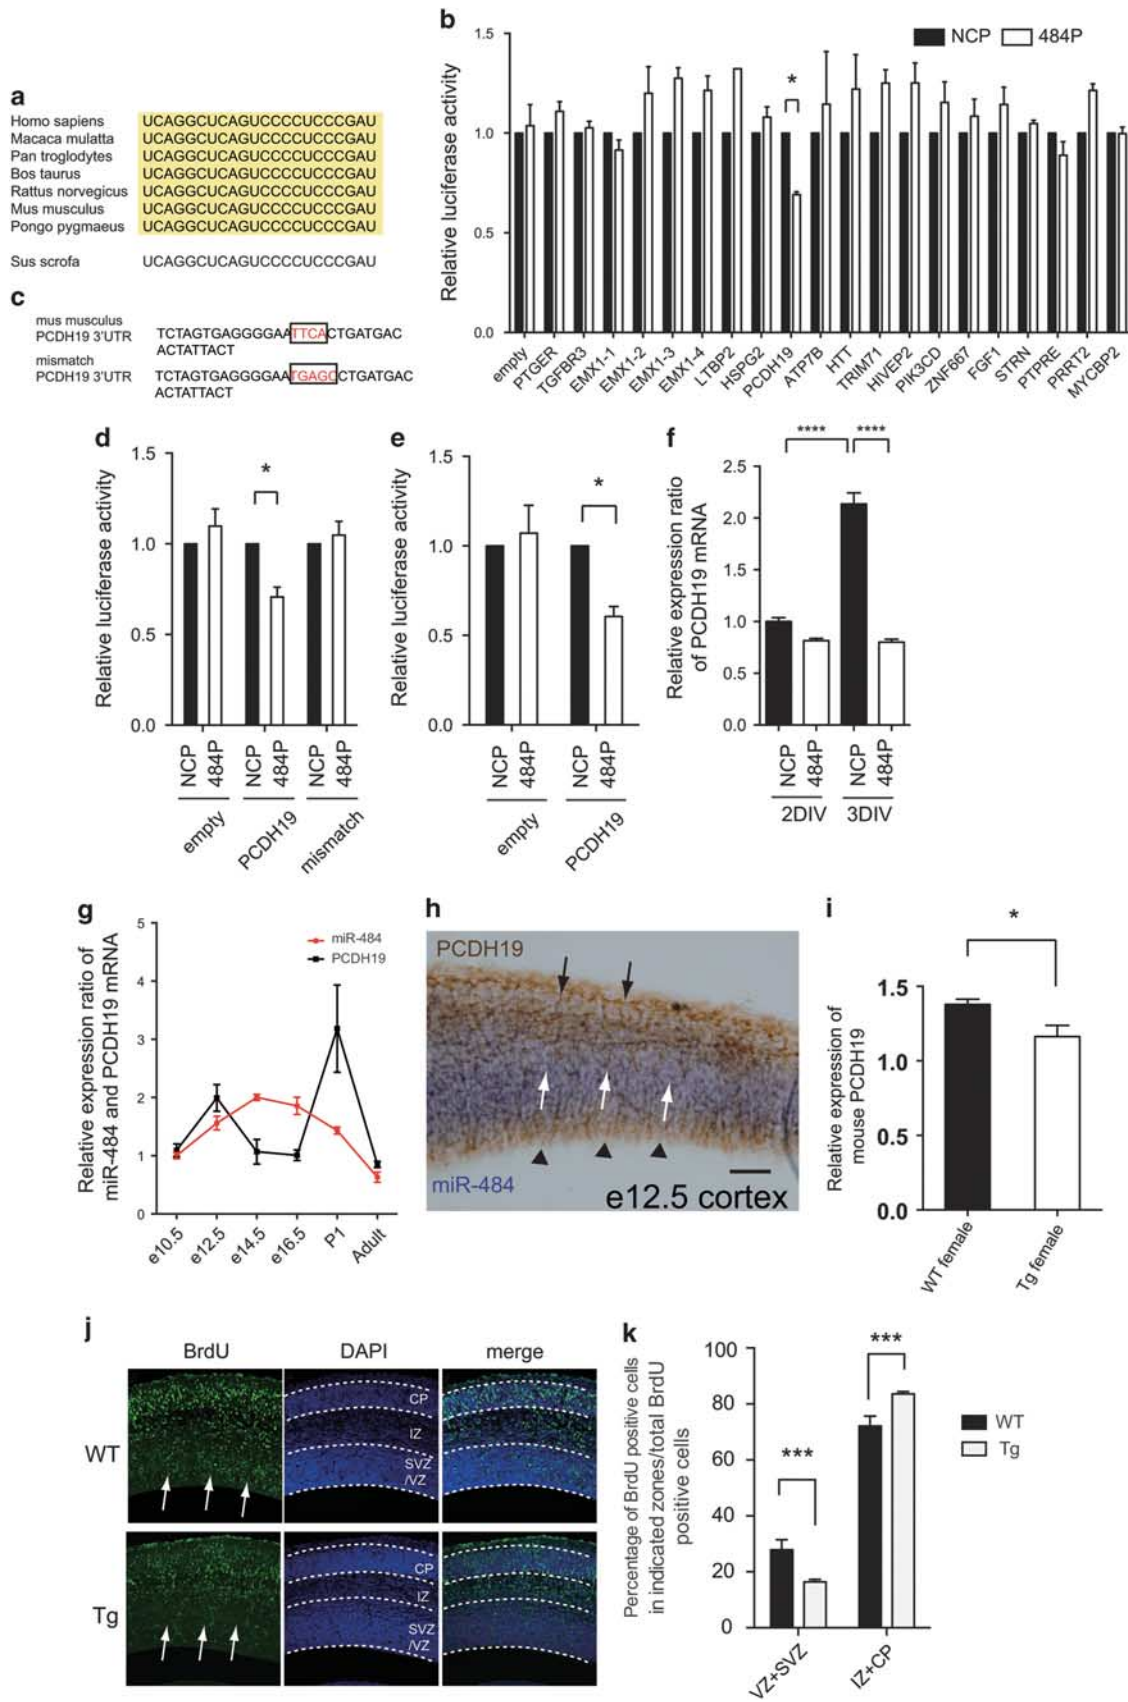 a
Homo sapiens UCAGGCUCAGUCCCCUCCCGAU
Macaca mulatta UCAGGCUCAGUCCCCUCCCGAU
Pan troglodytes UCAGGCUCAGUCCCCUCCCGAU
Bos taurus UCAGGCUCAGUCCCCUCCCGAU
Rattus norvegicus UCAGGCUCAGUCCCCUCCCGAU
Mus musculus UCAGGCUCAGUCCCCUCCCGAU
Pongo pygmaeus UCAGGCUCAGUCCCCUCCCGAU
Sus scrofa UCAGGCUCAGUCCCCUCCCGAU
b
NCP 484P
Relative luciferase activity
1.5
1.0
0.5
0.0
*
empty
PTGER
TGFBR3
EMX1-1
EMX1-2
EMX1-3
EMX1-4
LTBP2
HSPG2
PCDH19
ATP7B
HTT
TRIM71
HIVEP2
PIK3CD
ZNF667
FGF1
STRN
PTPRE
PRRT2
MYCBP2
c
mus musculus
PCDH19 3'UTR TCTAGTGAGGGGAATTCACTGATGAC
ACTATTACT
mismatch
PCDH19 3'UTR TCTAGTGAGGGGAATGAGCCTGATGAC
ACTATTACT
d
Relative luciferase activity
1.5
1.0
0.5
0.0
*
NCP 484P NCP 484P NCP 484P
empty
PCDH19
mismatch
e
Relative luciferase activity
1.5
1.0
0.5
0.0
*
NCP 484P NCP 484P
empty
PCDH19
f
**** ****
Relative expression ratio
of PCDH19 mRNA
2.5
2.0
1.5
1.0
0.5
0.0
NCP 484P NCP 484P
2DIV 3DIV
g
Relative expression ratio of
miR-484 and PCDH19 mRNA
5
4
3
2
1
0
miR-484
PCDH19
e10.5
e12.5
e14.5
e16.5
P1
Adult
h
PCDH19
miR-484
e12.5 cortex
i
*
Relative expression of
mouse PCDH19
1.5
1.0
0.5
0.0
WT female
Tg female
j
BrdU DAPI merge
WT
CP
IZ
SVZ
/VZ
Tg
CP
IZ
SVZ
/VZ
k
Percentage of BrdU positive cells
in indicated zones/total BrdU
positive cells
100
80
60
40
20
0
***
***
WT
Tg
VZ+SVZ
IZ+CP